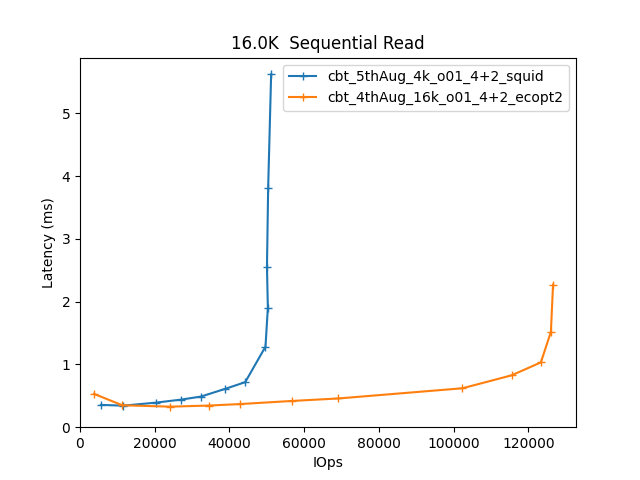 16.0K  Sequential Read
cbt_5thAug_4k_o01_4+2_squid
cbt_4thAug_16k_o01_4+2_ecopt2
Latency (ms)
5
4
3
2
1
0
0 20000 40000 60000 80000 100000 120000
IOps